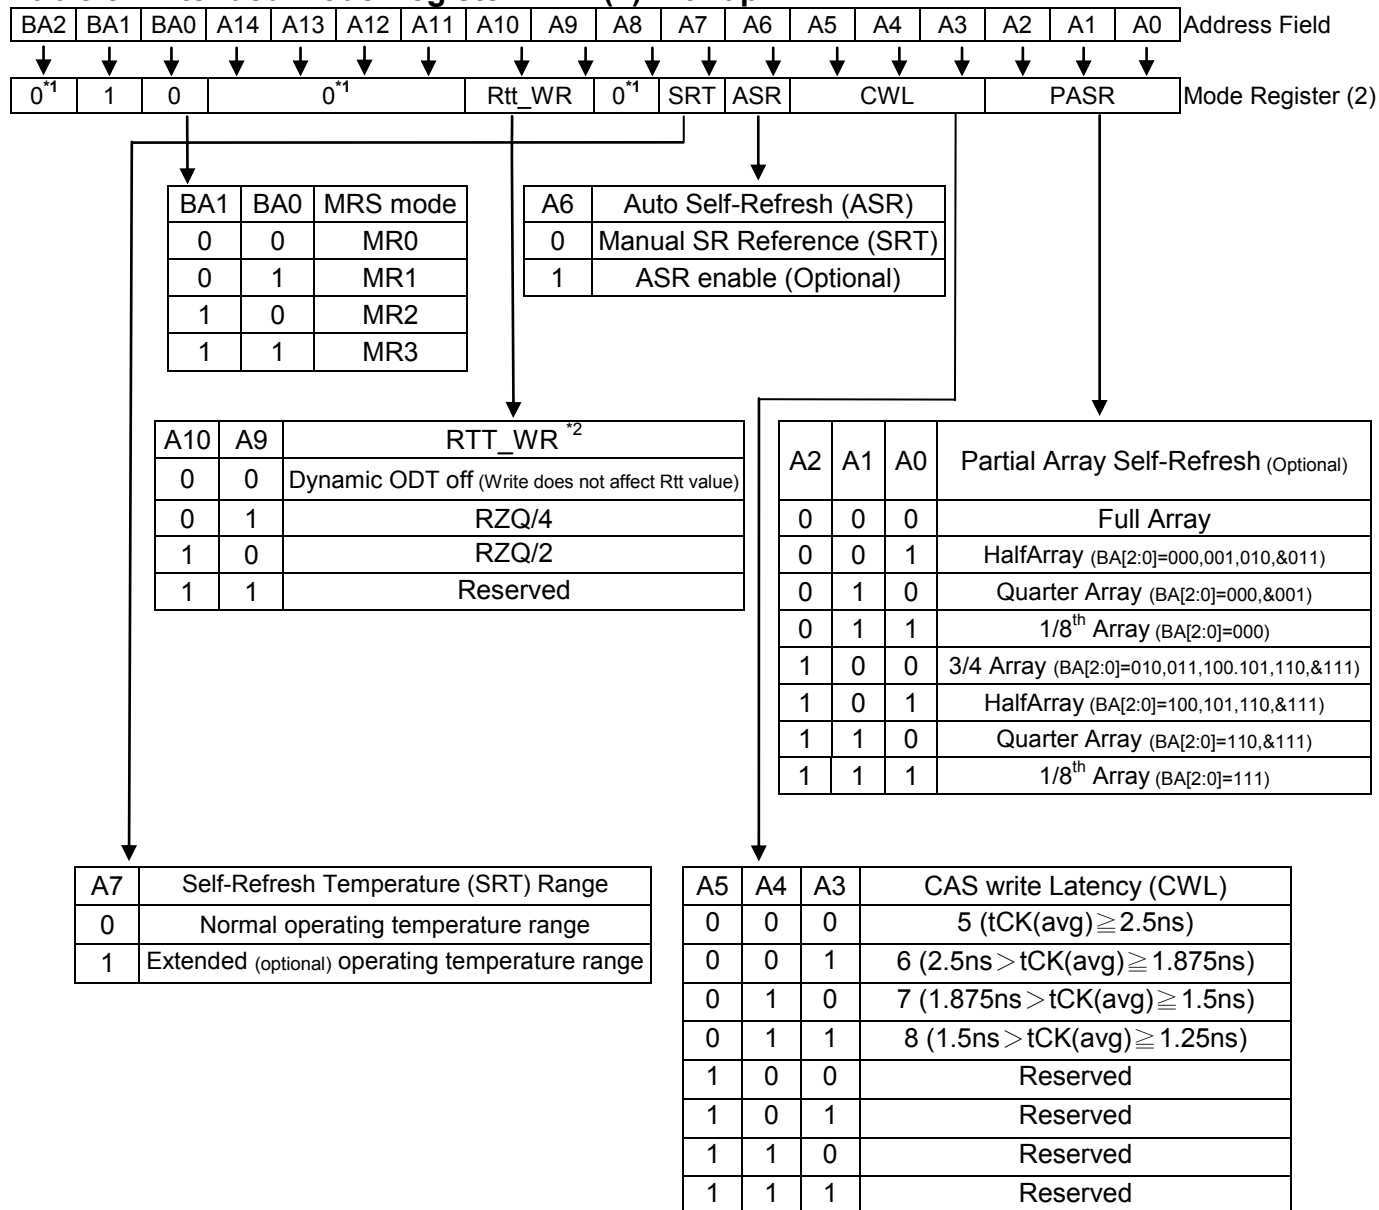 BA2 BA1 BA0 A14 A13 A12 A11 A10 A9 A8 A7 A6 A5 A4 A3 A2 A1 A0 Address Field
0*1 1 0 0*1 Rtt_WR 0*1 SRT ASR CWL PASR Mode Register (2)
BA1 BA0 MRS mode
0 0 MR0
0 1 MR1
1 0 MR2
1 1 MR3
A6 Auto Self-Refresh (ASR)
0 Manual SR Reference (SRT)
1 ASR enable (Optional)
A10 A9 RTT_WR *2
0 0 Dynamic ODT off (Write does not affect Rtt value)
0 1 RZQ/4
1 0 RZQ/2
1 1 Reserved
A2 A1 A0 Partial Array Self-Refresh (Optional)
0 0 0 Full Array
0 0 1 HalfArray (BA[2:0]=000,001,010,&011)
0 1 0 Quarter Array (BA[2:0]=000,&001)
0 1 1 1/8th Array (BA[2:0]=000)
1 0 0 3/4 Array (BA[2:0]=010,011,100.101,110,&111)
1 0 1 HalfArray (BA[2:0]=100,101,110,&111)
1 1 0 Quarter Array (BA[2:0]=110,&111)
1 1 1 1/8th Array (BA[2:0]=111)
A7 Self-Refresh Temperature (SRT) Range
0 Normal operating temperature range
1 Extended (optional) operating temperature range
A5 A4 A3 CAS write Latency (CWL)
0 0 0 5 (tCK(avg)≧2.5ns)
0 0 1 6 (2.5ns>tCK(avg)≧1.875ns)
0 1 0 7 (1.875ns>tCK(avg)≧1.5ns)
0 1 1 8 (1.5ns>tCK(avg)≧1.25ns)
1 0 0 Reserved
1 0 1 Reserved
1 1 0 Reserved
1 1 1 Reserved